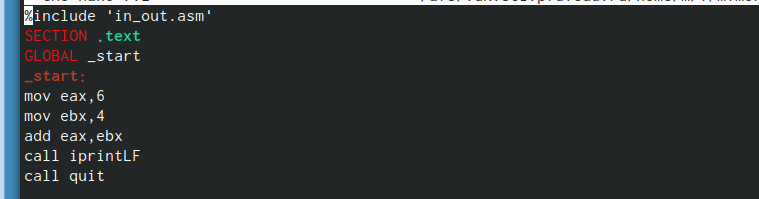 %include 'in_out.asm'
SECTION .text
GLOBAL _start
_start:
mov eax,6
mov ebx,4
add eax,ebx
call iprintLF
call quit